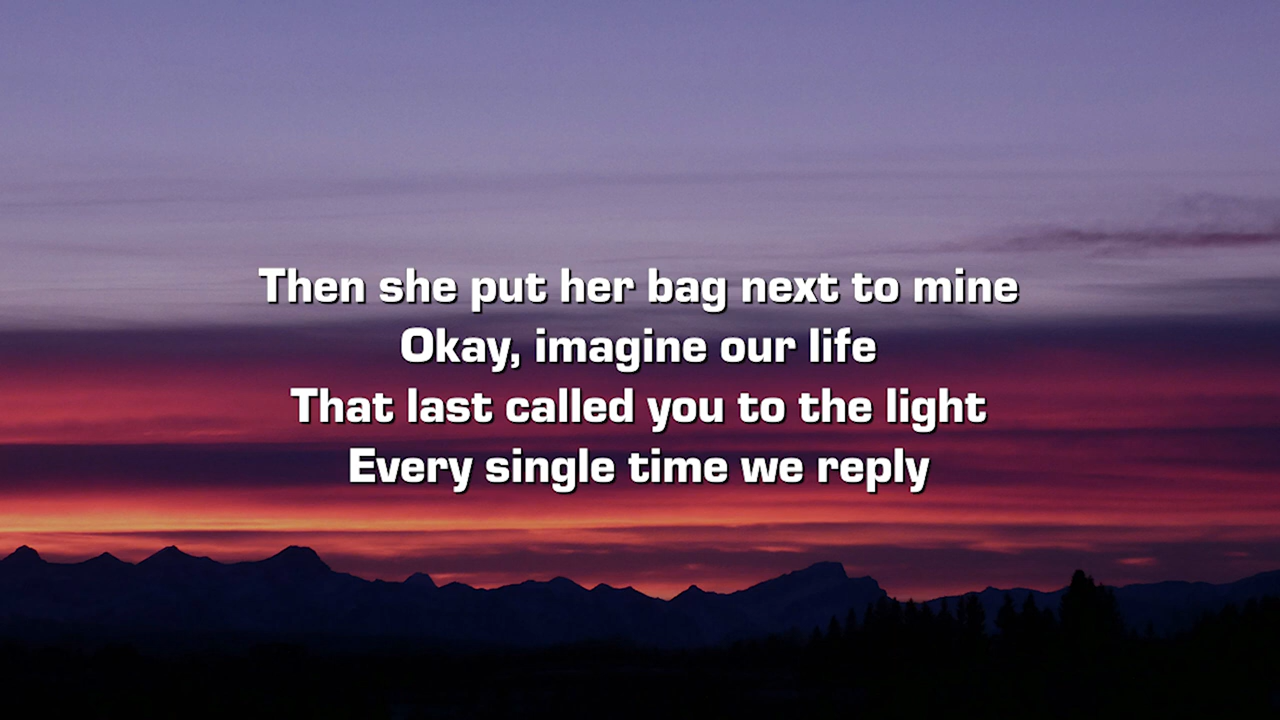 Then she put her bag next to mine
Okay, imagine our life
That last called you to the light
Every single time we reply